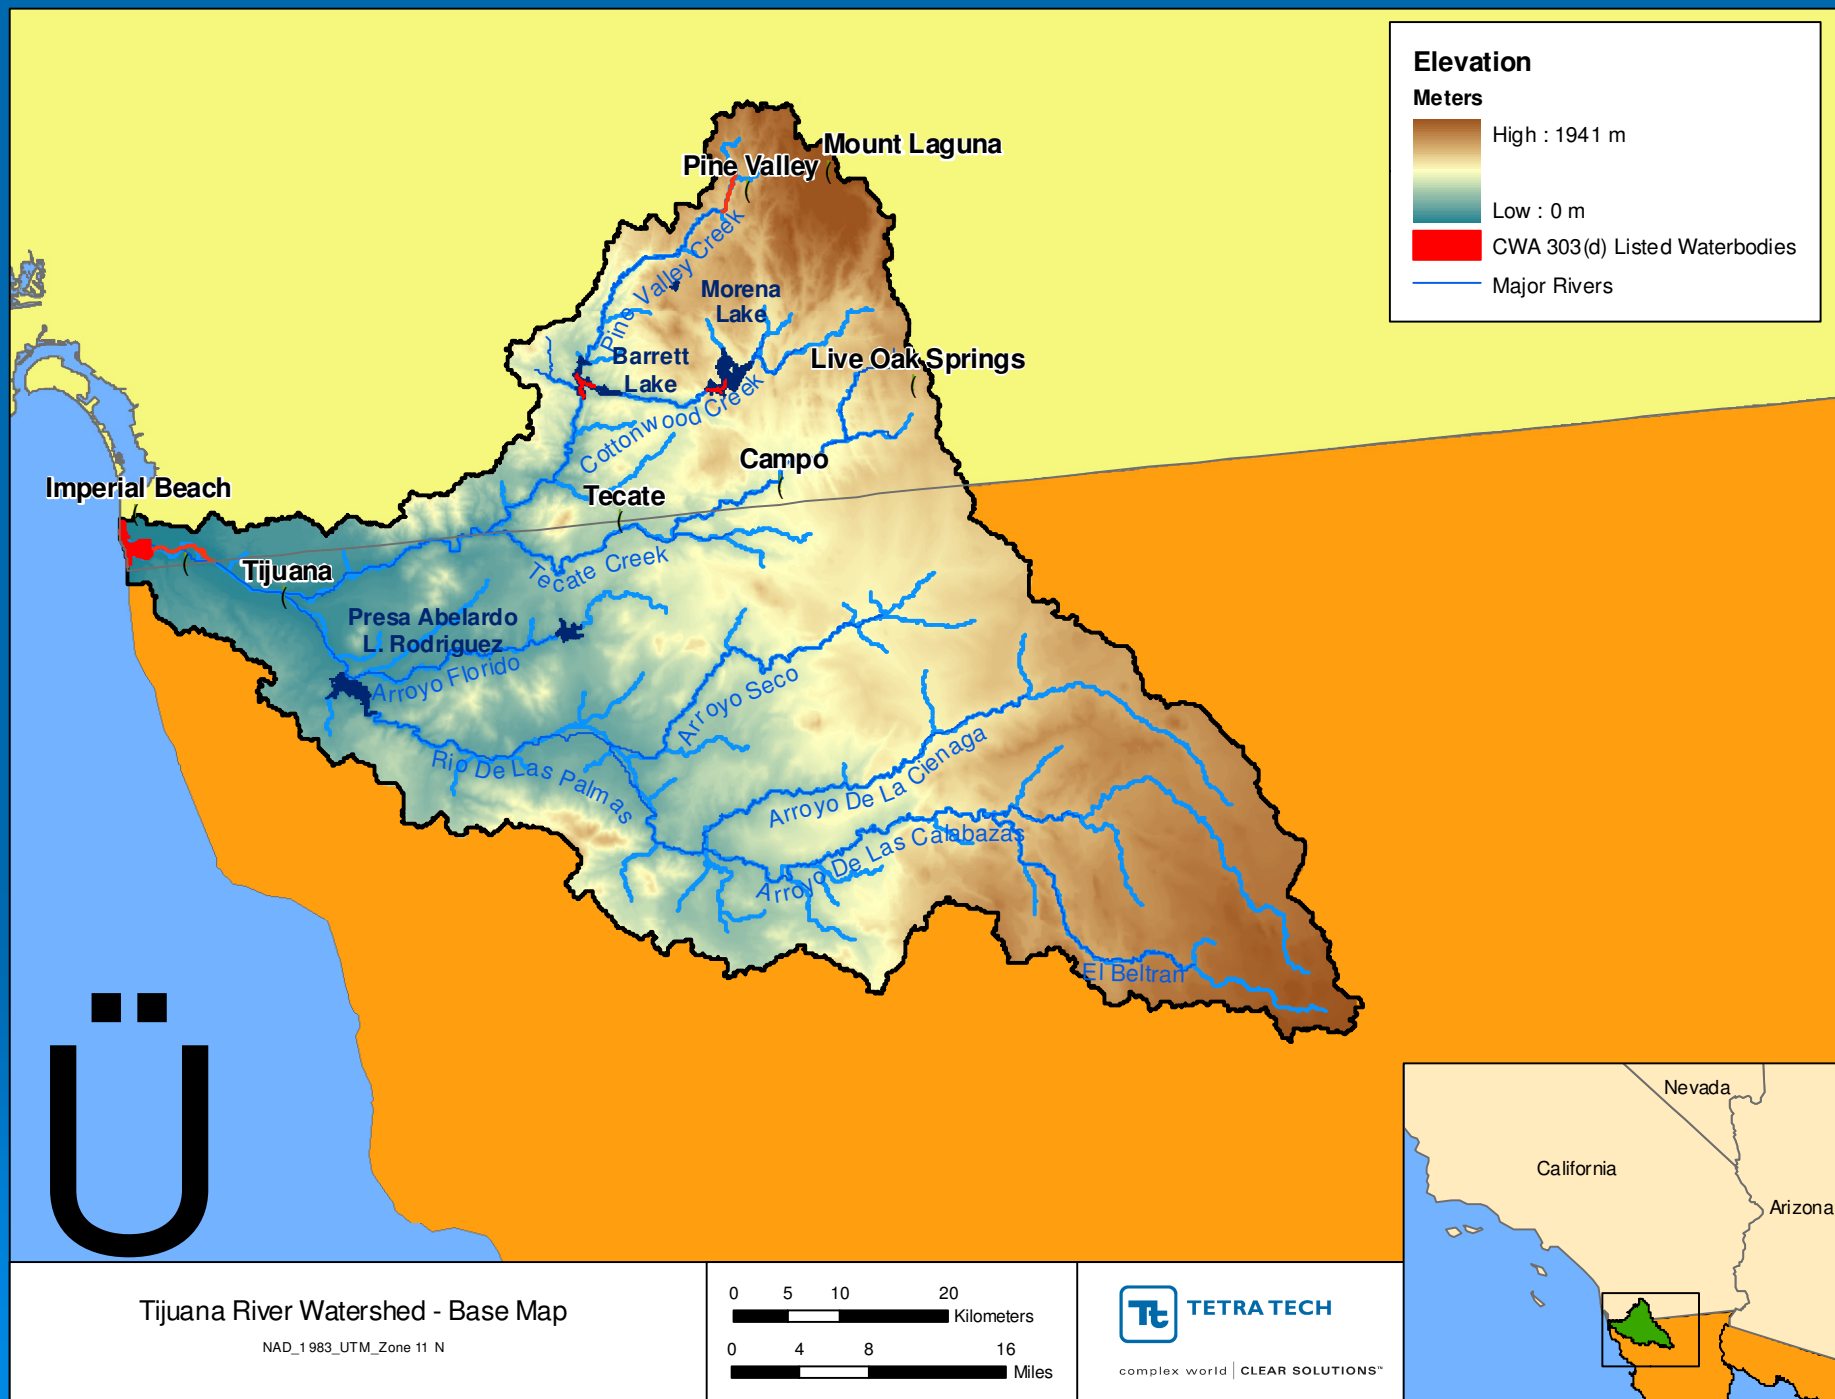 Elevation
Meters
High : 1941 m
Low : 0 m
CWA 303(d) Listed Waterbodies
Major Rivers
Mount Laguna
Pine Valley
Pine Valley Creek
Morena
Lake
Barrett
Lake
Live Oak Springs
Cottonwood Creek
Campo
Imperial Beach
Tecate
Tijuana
Tecate Creek
Presa Abelardo
L. Rodriguez
Arroyo Florido
Arroyo Seco
Rio De Las Palmas
Arroyo De La Cienaga
Arroyo De Las Calabazas
El Beltran
Ü
Nevada
California
Arizona
Tijuana River Watershed - Base Map
NAD_1983_UTM_Zone 11 N
0 5 10 20
Kilometers
0 4 8 16
Miles
Tt TETRA TECH
complex world | CLEAR SOLUTIONS™